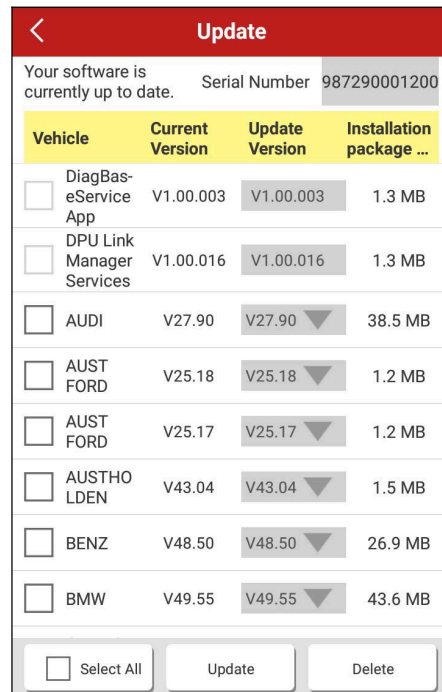 Update
Your software is
currently up to date.
Serial Number 987290001200
Vehicle
Current
Version
Update
Version
Installation
package ...
DiagBas-
eService
App
V1.00.003 V1.00.003 1.3 MB
DPU Link
Manager
Services
V1.00.016 V1.00.016 1.3 MB
AUDI V27.90 V27.90 38.5 MB
AUST
FORD
V25.18 V25.18 1.2 MB
AUST
FORD
V25.17 V25.17 1.2 MB
AUSTHO
LDEN
V43.04 V43.04 1.5 MB
BENZ V48.50 V48.50 26.9 MB
BMW V49.55 V49.55 43.6 MB
Select All Update Delete